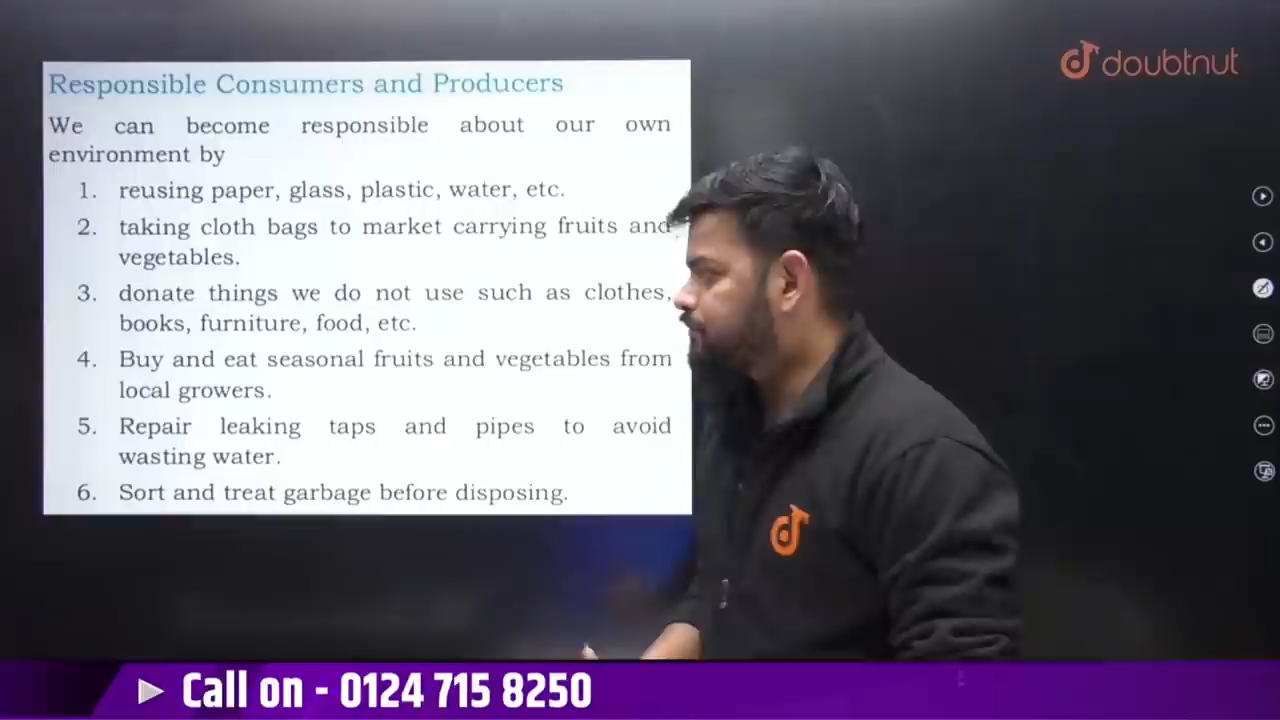 doubtnut
Responsible Consumers and Producers
We can become responsible about our own
environment by
1. reusing paper, glass, plastic, water, etc.
2. taking cloth bags to market carrying fruits and
vegetables.
3. donate things we do not use such as clothes,
books, furniture, food, etc.
4. Buy and eat seasonal fruits and vegetables from
local growers.
5. Repair leaking taps and pipes to avoid
wasting water.
6. Sort and treat garbage before disposing.
Call on - 0124 715 8250